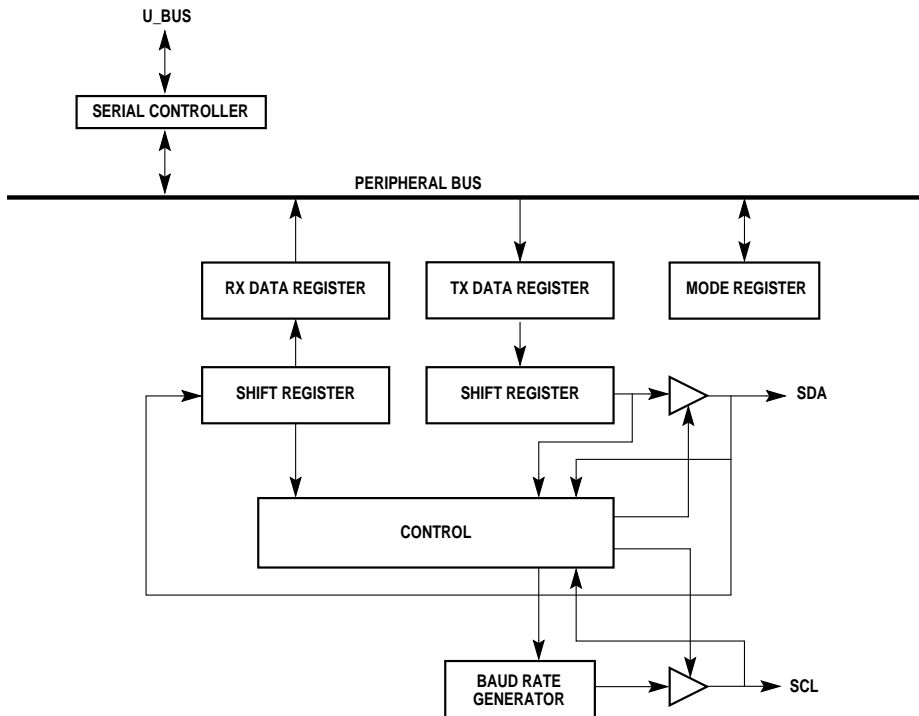 U_BUS
SERIAL CONTROLLER
PERIPHERAL BUS
RX DATA REGISTER
TX DATA REGISTER
MODE REGISTER
SHIFT REGISTER
SHIFT REGISTER
SDA
CONTROL
BAUD RATE
GENERATOR
SCL